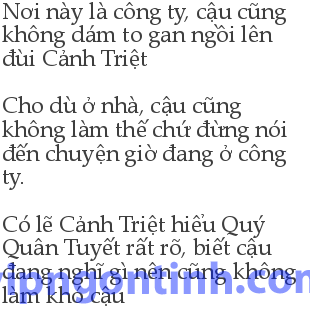 Nơi này là công ty, cậu cũng
không dám to gan ngồi lên
đùi Cảnh Triệt
Cho dù ở nhà, cậu cũng
không làm thế chứ đừng nói
đến chuyện giờ đang ở công
ty.
Có lẽ Cảnh Triệt hiểu Quý
Quân Tuyết rất rõ, biết cậu
đang nghĩ gì nên cũng không
làm khó cậu